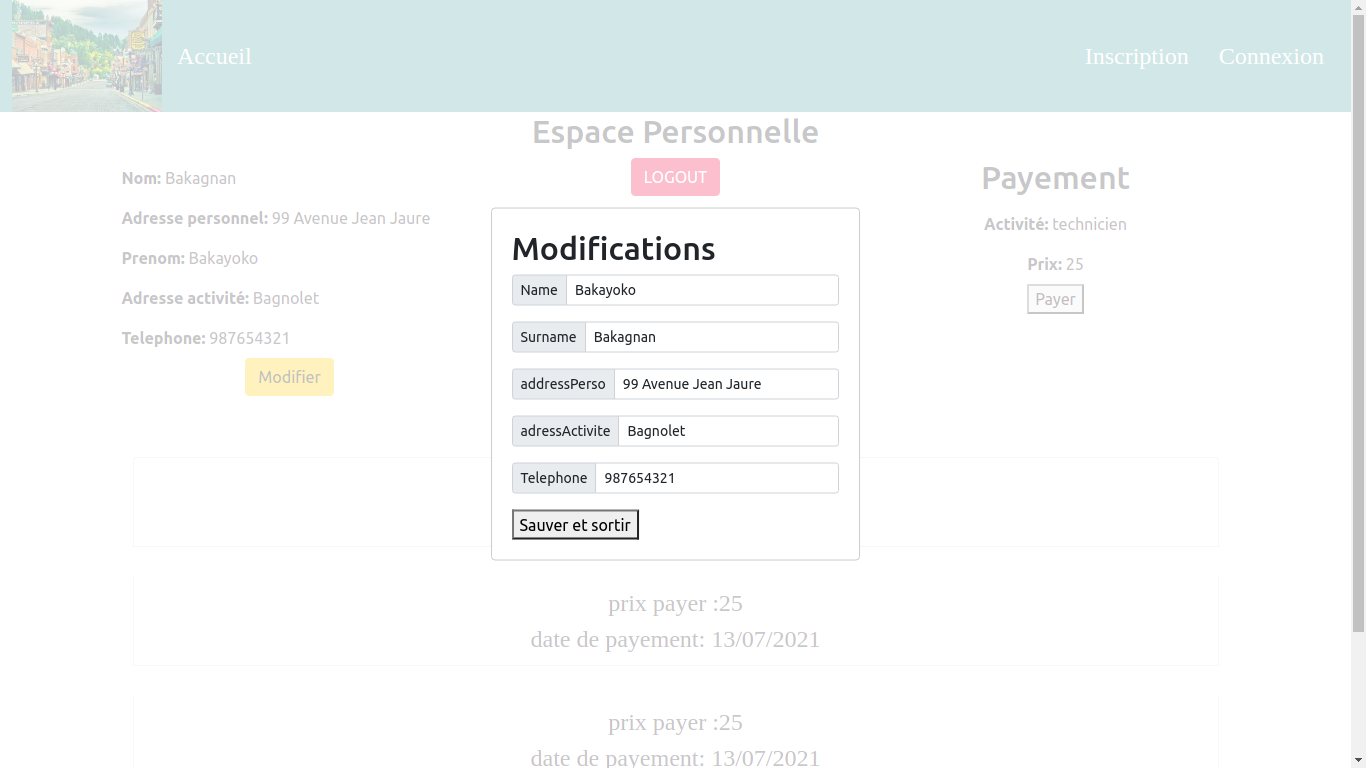 Accueil
Inscription
Connexion
Espace Personnelle
LOGOUT
Nom: Bakagnan
Adresse personnel: 99 Avenue Jean Jaure
Prenom: Bakayoko
Adresse activité: Bagnolet
Telephone: 987654321
Modifier
Payement
Activité: technicien
Prix: 25
Payer
Modifications
Name Bakayoko
Surname Bakagnan
addressPerso 99 Avenue Jean Jaure
adressActivite Bagnolet
Telephone 987654321
Sauver et sortir
prix payer :25
date de payement: 13/07/2021
prix payer :25
date de payement: 13/07/2021